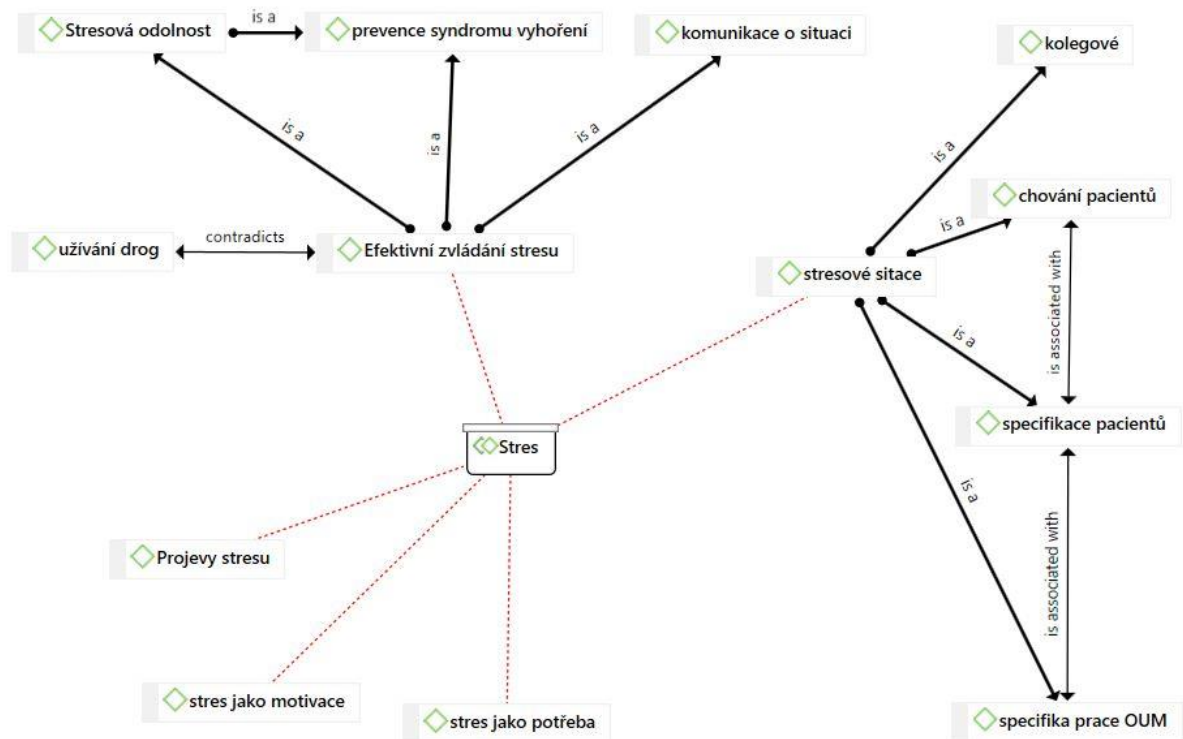 Stresová odolnost
is a
prevence syndromu vyhoření
komunikace o situaci
kolegové
is a
is a
is a
is a
chování pacientů
is a
užívání drog
contradicts
Efektivní zvládání stresu
stresové sitace
is associated with
is a
specifikace pacientů
Stres
is a
is associated with
Projevy stresu
stres jako motivace
stres jako potřeba
specifika prace OUM